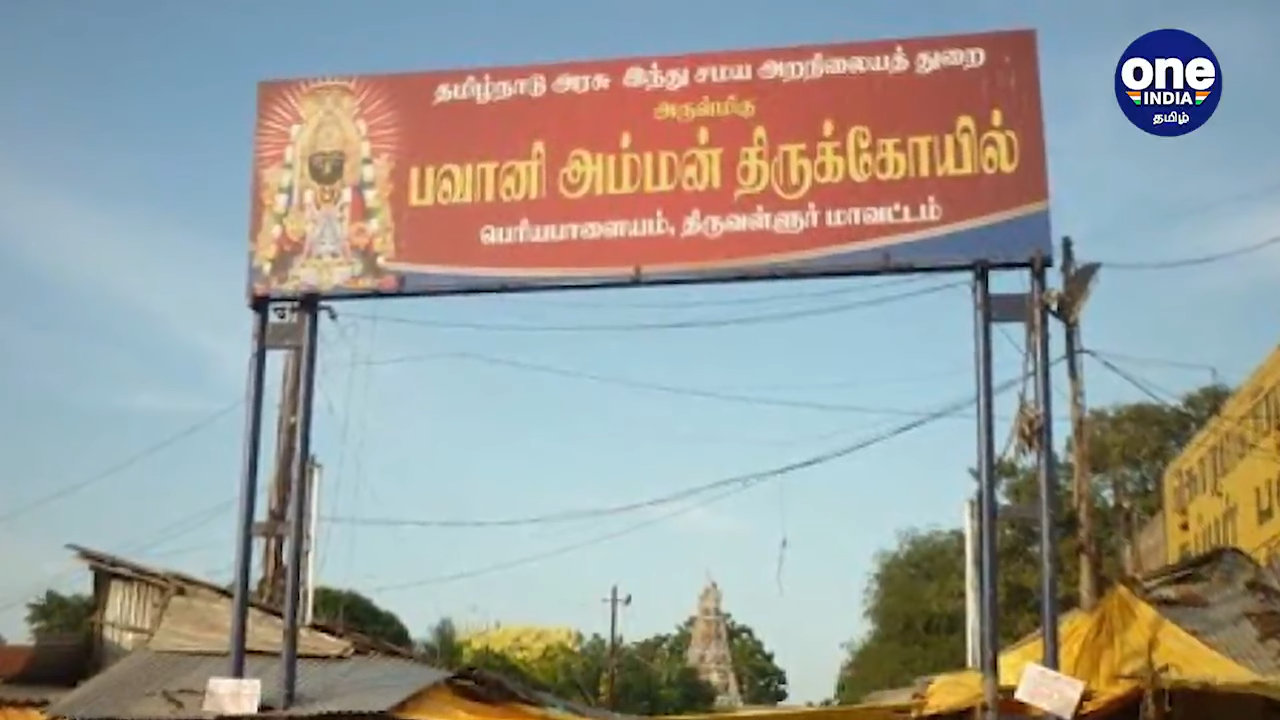 தமிழ்நாடு அரசு இந்து சமய அறநிலையத் துறை
அருள்மிகு
பவானி அம்மன் திருக்கோயில்
பெரியபாளையம், திருவள்ளூர் மாவட்டம்
one
INDIA
தமிழ்